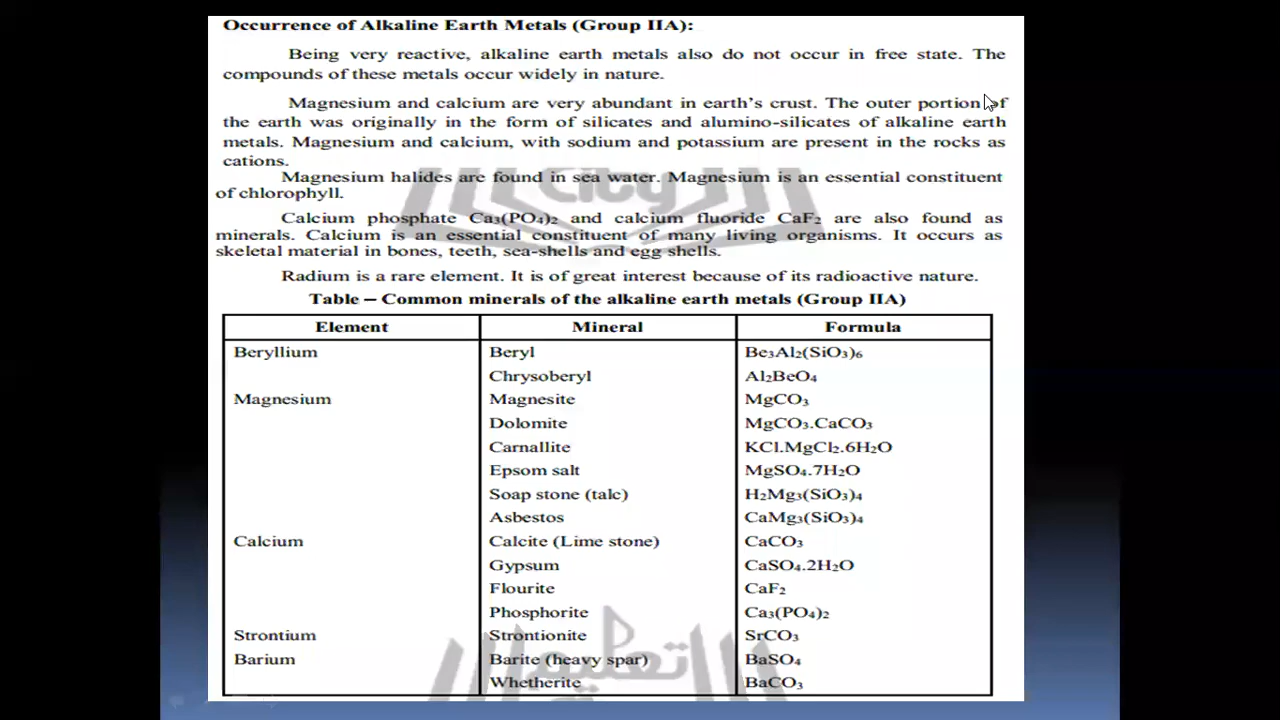 Occurrence of Alkaline Earth Metals (Group IIA):
Being very reactive, alkaline earth metals also do not occur in free state. The
compounds of these metals occur widely in nature.
Magnesium and calcium are very abundant in earth's crust. The outer portion of
the earth was originally in the form of silicates and alumino-silicates of alkaline earth
metals. Magnesium and calcium, with sodium and potassium are present in the rocks as
cations.
Magnesium halides are found in sea water. Magnesium is an essential constituent
of chlorophyll.
Calcium phosphate Ca₃(PO₄)₂ and calcium fluoride CaF₂ are also found as
minerals. Calcium is an essential constituent of many living organisms. It occurs as
skeletal material in bones, teeth, sea-shells and egg shells.
Radium is a rare element. It is of great interest because of its radioactive nature.
Table – Common minerals of the alkaline earth metals (Group IIA)
Element Mineral Formula
Beryllium Beryl Be₃Al₂(SiO₃)₆
Chrysoberyl Al₂BeO₄
Magnesium Magnesite MgCO₃
Dolomite MgCO₃.CaCO₃
Carnallite KCl.MgCl₂.6H₂O
Epsom salt MgSO₄.7H₂O
Soap stone (talc) H₂Mg₃(SiO₃)₄
Asbestos CaMg₃(SiO₃)₄
Calcium Calcite (Lime stone) CaCO₃
Gypsum CaSO₄.2H₂O
Flourite CaF₂
Phosphorite Ca₃(PO₄)₂
Strontium Strontionite SrCO₃
Barium Barite (heavy spar) BaSO₄
Whetherite BaCO₃
City
تعليم